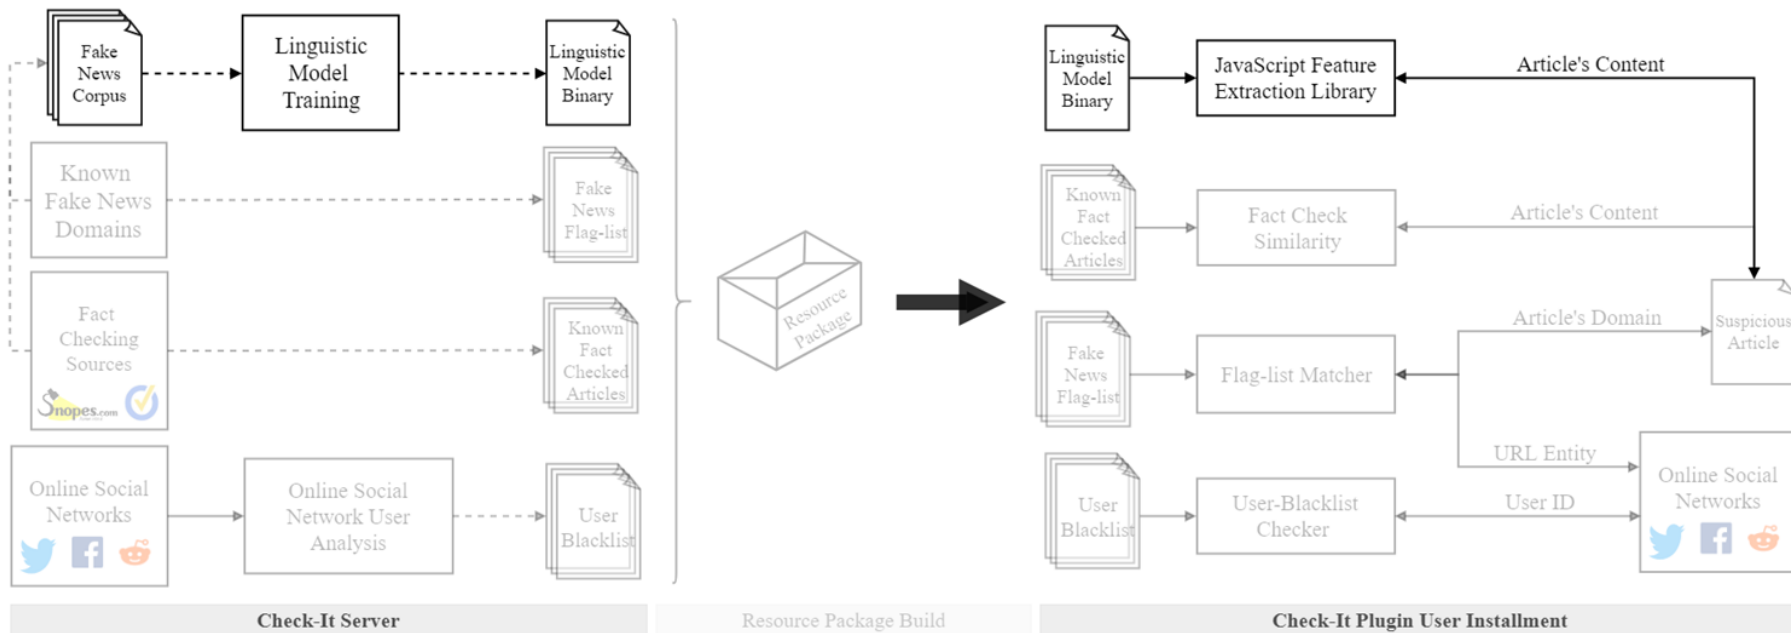 Fake
News
Corpus
Linguistic
Model
Training
Linguistic
Model
Binary
Known
Fake News
Domains
Fake
News
Flag-list
Fact
Checking
Sources
Snopes.com
Known
Fact
Checked
Articles
Online Social
Networks
Online Social
Network User
Analysis
User
Blacklist
Resource
Package
Linguistic
Model
Binary
JavaScript Feature
Extraction Library
Article's Content
Known
Fact
Checked
Articles
Fact Check
Similarity
Article's Content
Fake
News
Flag-list
Flag-list Matcher
Article's Domain
Suspicious
Article
URL Entity
User
Blacklist
User-Blacklist
Checker
User ID
Online Social
Networks
Check-It Server
Resource Package Build
Check-It Plugin User Installment